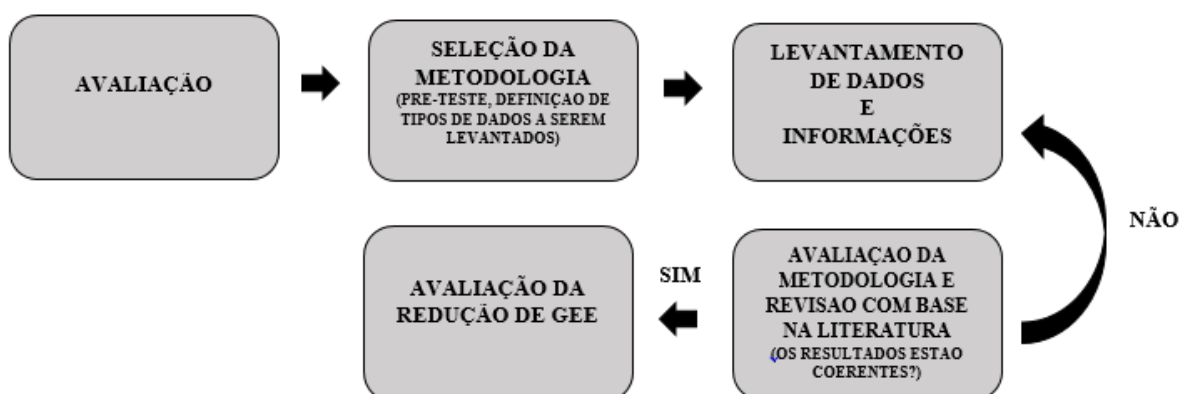 AVALIAÇÃO
SELEÇÃO DA
METODOLOGIA
(PRE-TESTE, DEFINIÇAO DE
TIPOS DE DADOS A SEREM
LEVANTADOS)
LEVANTAMENTO
DE DADOS
E
INFORMAÇÕES
NÃO
AVALIAÇAO DA
METODOLOGIA E
REVISAO COM BASE
NA LITERATURA
(OS RESULTADOS ESTAO
COERENTES?)
SIM
AVALIAÇÃO DA
REDUÇÃO DE GEE